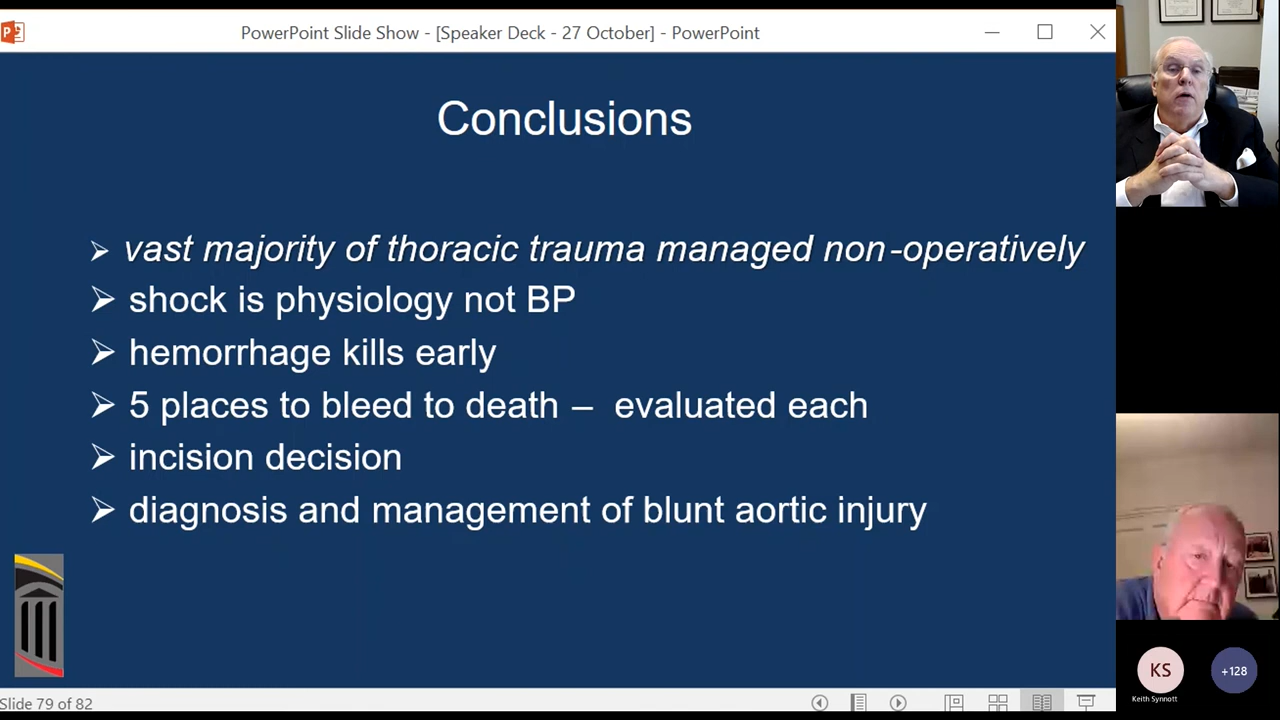 PowerPoint Slide Show - [Speaker Deck - 27 October] - PowerPoint
Conclusions
vast majority of thoracic trauma managed non-operatively
shock is physiology not BP
hemorrhage kills early
5 places to bleed to death – evaluated each
incision decision
diagnosis and management of blunt aortic injury
Slide 79 of 82
KS
+128
Keith Synnott